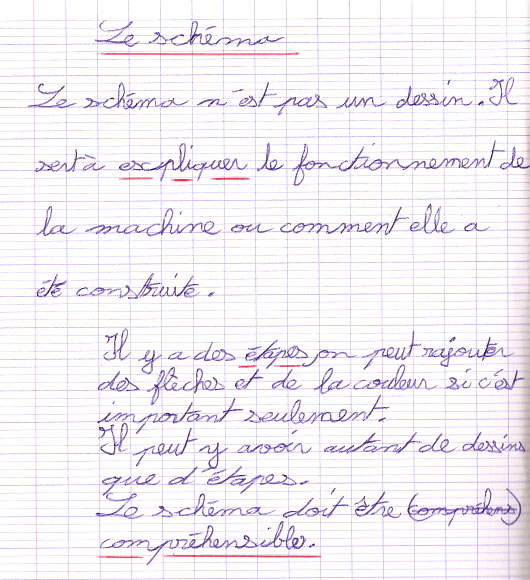 Le schéma
Le schéma n'est pas un dessin. Il
sert à expliquer le fonctionnement de
la machine ou comment elle a
été construite.
Il y a des étapes, on peut rajouter
des flèches et de la couleur si c'est
important seulement.
Il peut y avoir autant de dessins
que d'étapes.
Le schéma doit être (compréhens)
compréhensible.